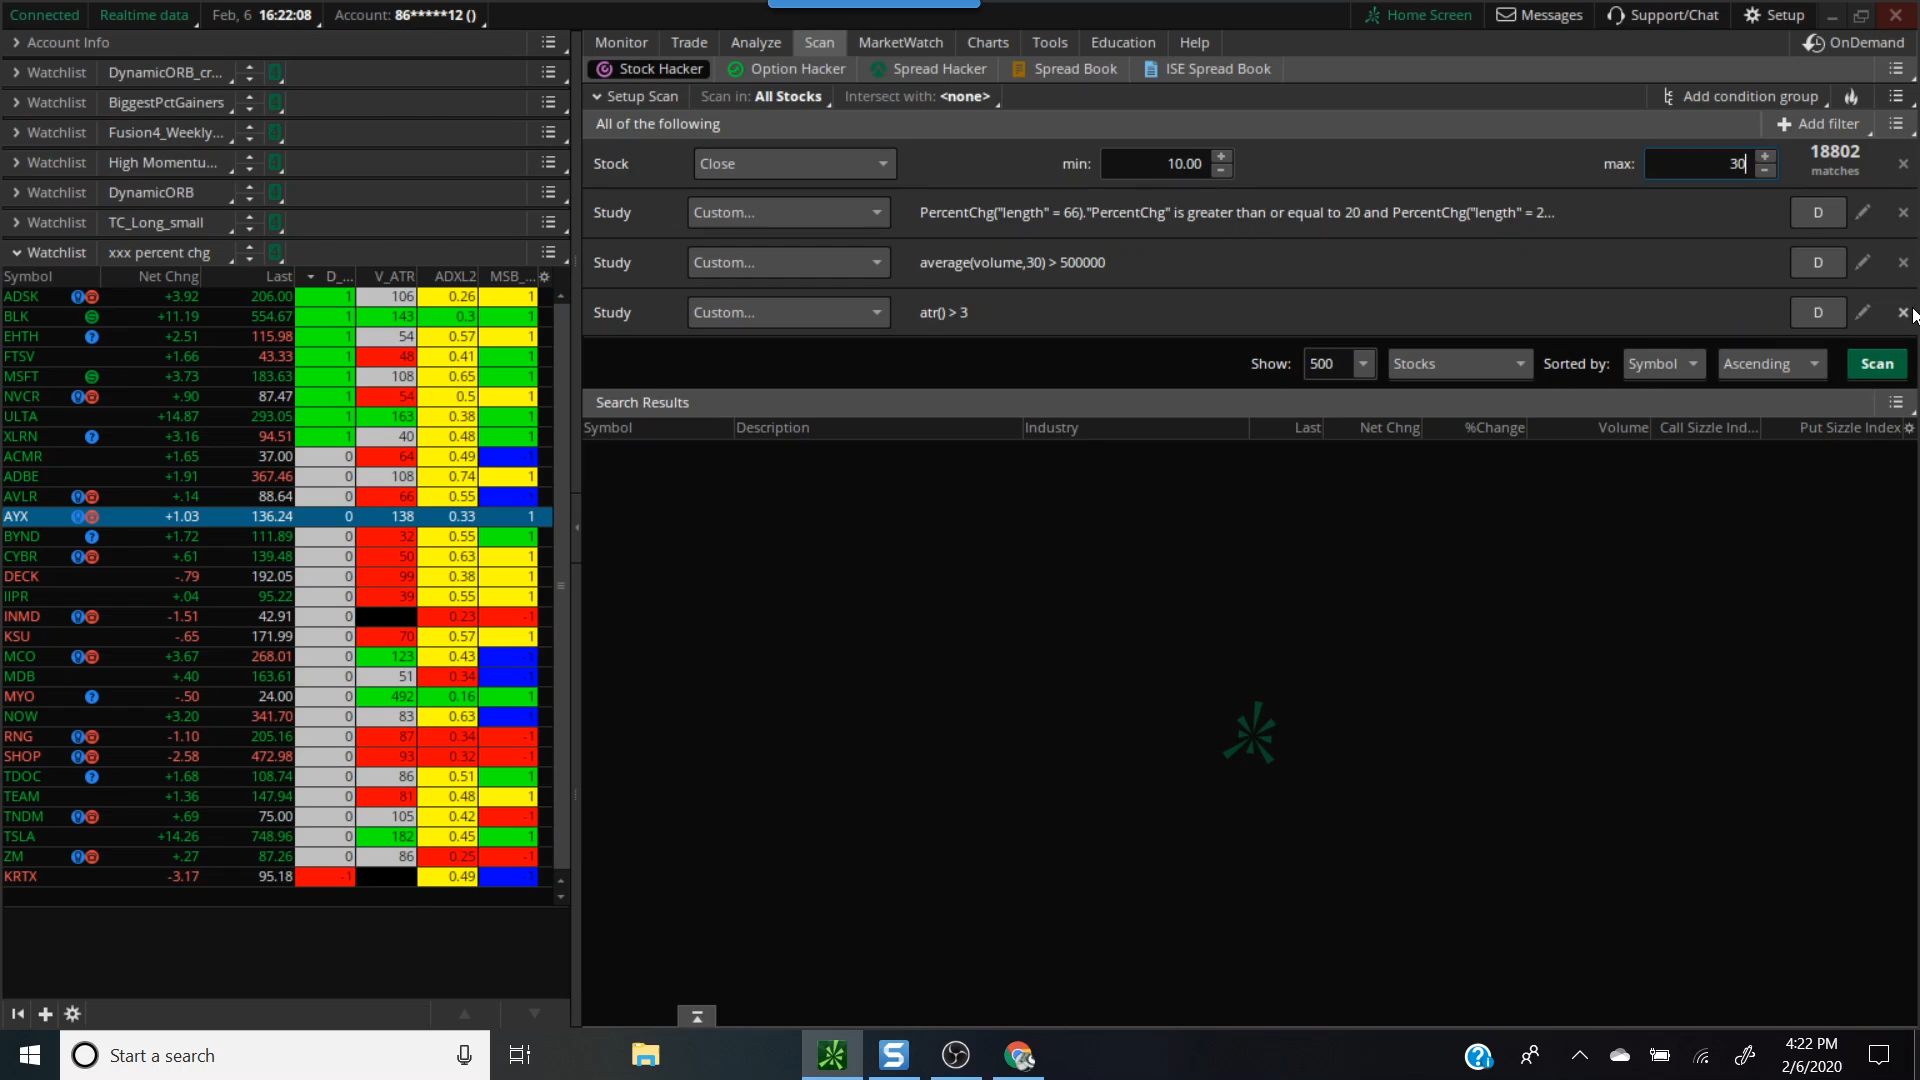 Connected Realtime data Feb, 6 16:22:08 Account: 86*****12 () Home Screen Messages Support/Chat Setup
Account Info
Monitor Trade Analyze Scan MarketWatch Charts Tools Education Help OnDemand
Watchlist DynamicORB_cr...
Stock Hacker Option Hacker Spread Hacker Spread Book ISE Spread Book
Watchlist BiggestPctGainers
Setup Scan Scan in: All Stocks Intersect with: <none> Add condition group
Watchlist Fusion4_Weekly...
All of the following Add filter
Watchlist High Momentu...
Stock Close min: 10.00 max: 30 18802 matches
Watchlist DynamicORB
Watchlist TC_Long_small
Study Custom... PercentChg("length" = 66)."PercentChg" is greater than or equal to 20 and PercentChg("length" = 2... D
Watchlist xxx percent chg
Study Custom... average(volume,30) > 500000 D
Study Custom... atr() > 3 D
Show: 500 Stocks Sorted by: Symbol Ascending Scan
Search Results
Symbol Description Industry Last Net Chng %Change Volume Call Sizzle Ind... Put Sizzle Index
Symbol Net Chng Last D_... V_ATR ADXL2 MSB_...
ADSK +3.92 206.00 1 106 0.26 1
BLK +11.19 554.67 1 143 0.3 1
EHTH +2.51 115.98 1 54 0.57 1
FTSV +1.66 43.33 1 48 0.41 1
MSFT +3.73 183.63 1 108 0.65 1
NVCR +.90 87.47 1 54 0.5 1
ULTA +14.87 293.05 1 163 0.38 1
XLRN +3.16 94.51 1 40 0.48 1
ACMR +1.65 37.00 0 64 0.49 -1
ADBE +1.91 367.46 0 108 0.74 1
AVLR +.14 88.64 0 66 0.55
AYX +1.03 136.24 0 138 0.33 1
BYND +1.72 111.89 0 32 0.55 1
CYBR +.61 139.48 0 50 0.63 1
DECK -.79 192.05 0 99 0.38 1
IIPR +.04 95.22 0 39 0.55 1
INMD -1.51 42.91 0 0.23 -1
KSU -.65 171.99 0 70 0.57 1
MCO +3.67 268.01 0 123 0.43 -1
MDB +.40 163.61 0 51 0.34 -1
MYO -.50 24.00 0 492 0.16 1
NOW +3.20 341.70 0 83 0.63 -1
RNG -1.10 205.16 0 87 0.34 -1
SHOP -2.58 472.98 0 93 0.32 -1
TDOC +1.68 108.74 0 86 0.51 1
TEAM +1.36 147.94 0 81 0.48 1
TNDM +.69 75.00 0 105 0.42 -1
TSLA +14.26 748.96 0 182 0.45 1
ZM +.27 87.26 0 86 0.25 -1
KRTX -3.17 95.18 -1 0.49 -1
Start a search
4:22 PM
2/6/2020